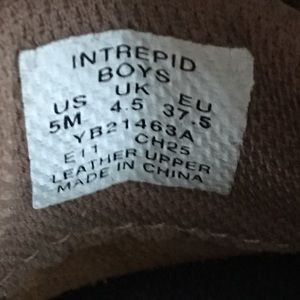 INTREPID
BOYS
US UK EU
5M 4.5 37.5
YB21463A
E11 CH25
LEATHER UPPER
MADE IN CHINA